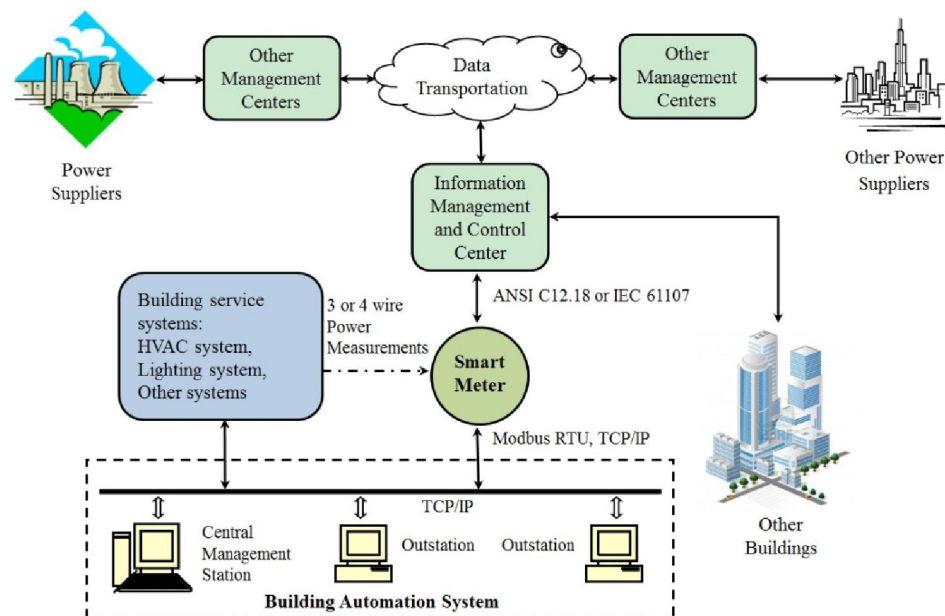 Other
Management
Centers
Data
Transportation
Other
Management
Centers
Power
Suppliers
Other Power
Suppliers
Information
Management
and Control
Center
ANSI C12.18 or IEC 61107
Building service
systems:
HVAC system,
Lighting system,
Other systems
3 or 4 wire
Power
Measurements
Smart
Meter
Modbus RTU, TCP/IP
TCP/IP
Central
Management
Station
Outstation
Outstation
Other
Buildings
Building Automation System